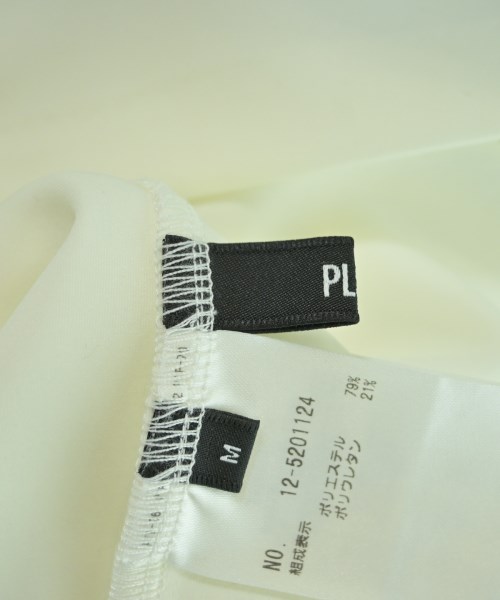 PL
M
NO. 12-5201124
組成表示 ポリエステル 79%
ポリウレタン 21%